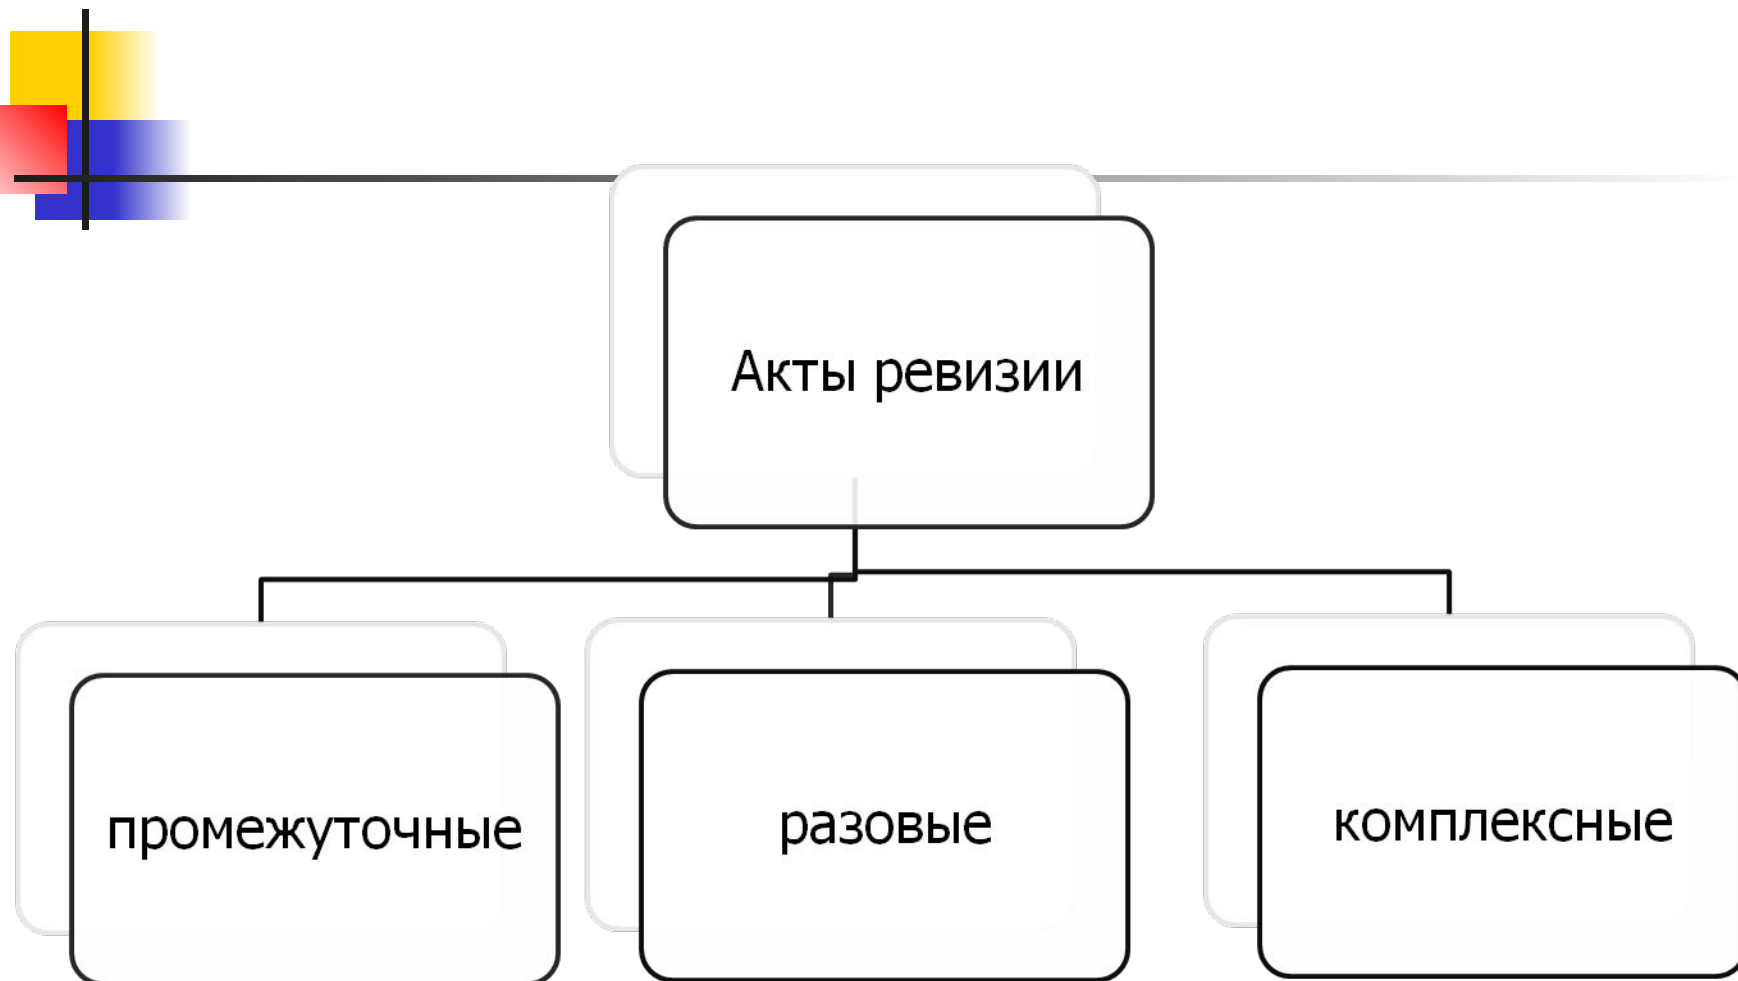 Акты ревизии
промежуточные
разовые
комплексные